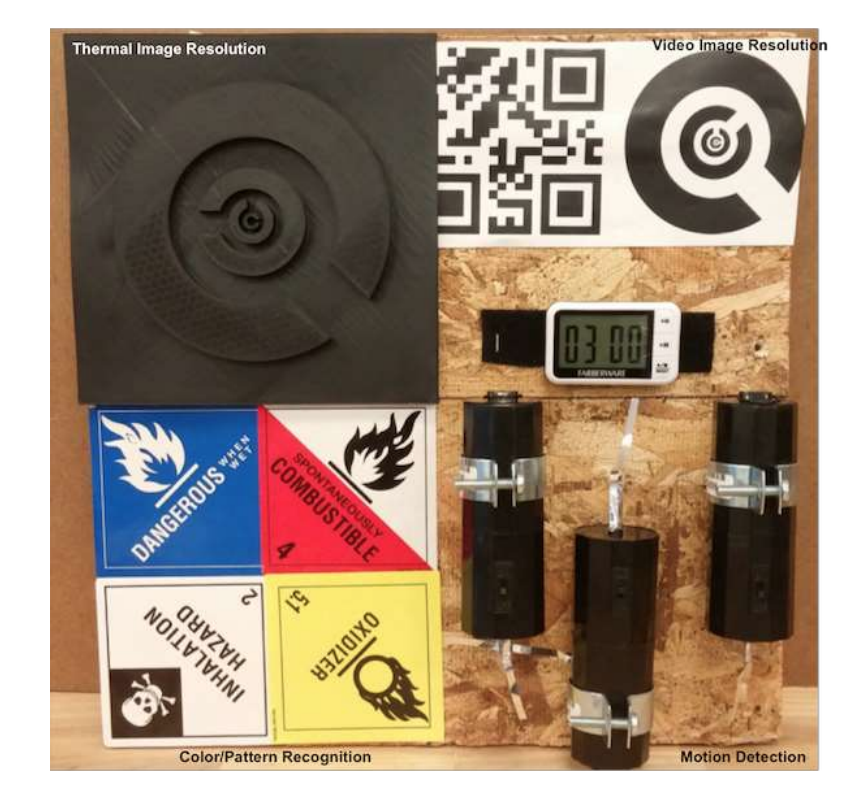 Thermal Image Resolution
Video Image Resolution
C
C
03 00
FARBERWARE
DANGEROUS
WHEN
WET
SPONTANEOUSLY
COMBUSTIBLE
4
2
INHALATION
HAZARD
5.1
OXIDIZER
Color/Pattern Recognition
Motion Detection